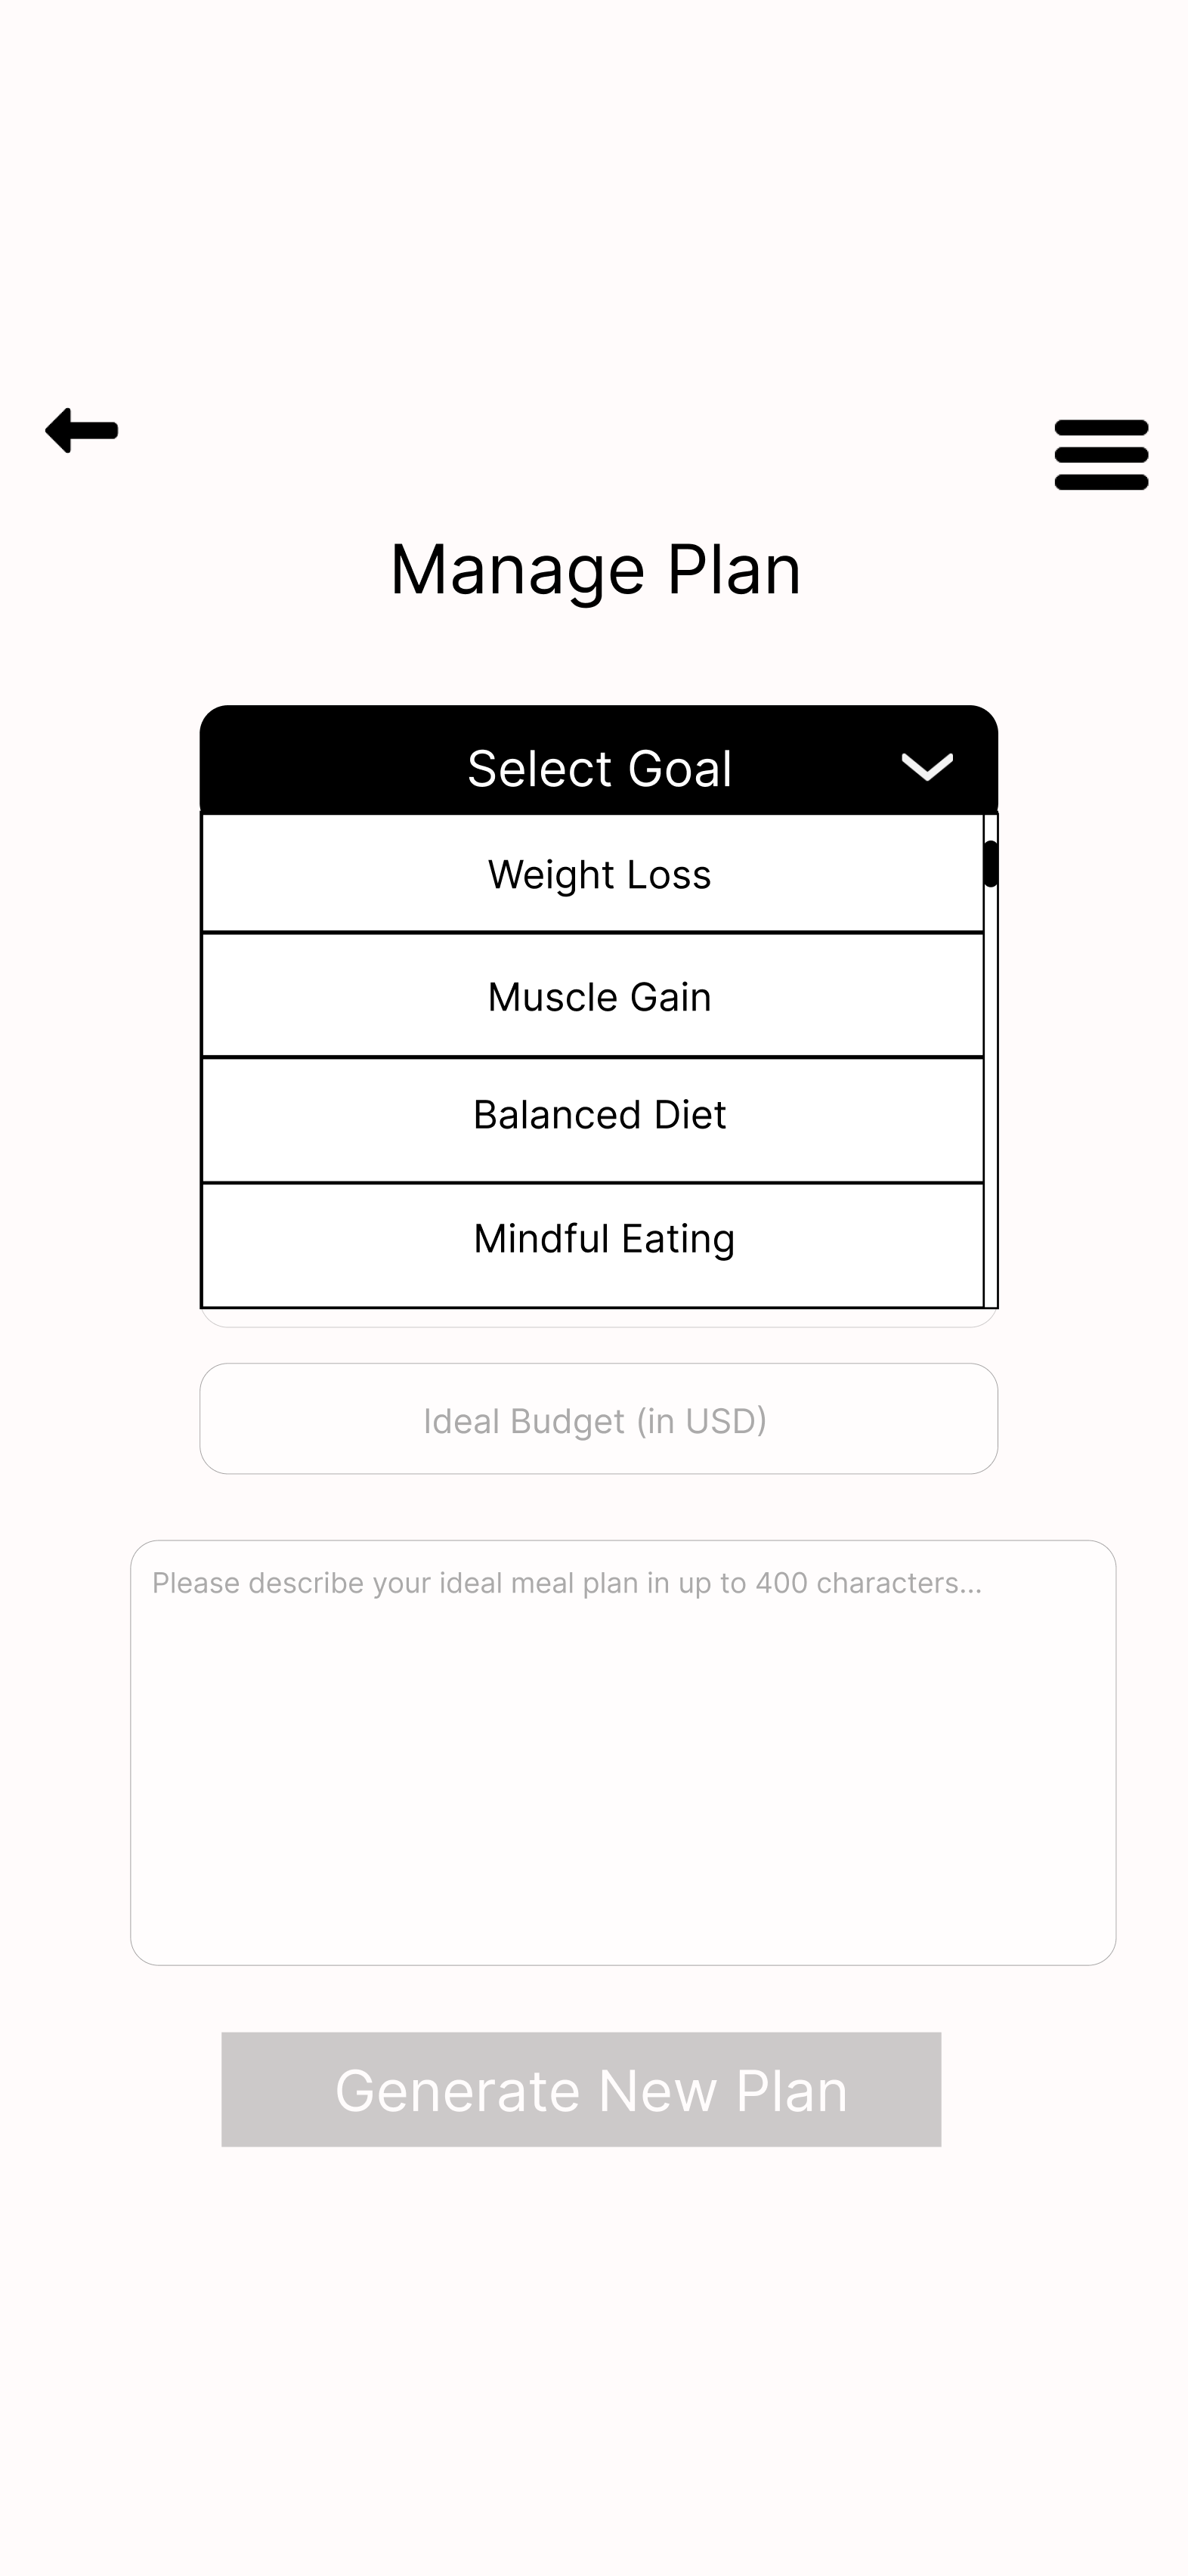 Manage Plan
Select Goal
Weight Loss
Muscle Gain
Balanced Diet
Mindful Eating
Ideal Budget (in USD)
Please describe your ideal meal plan in up to 400 characters...
Generate New Plan